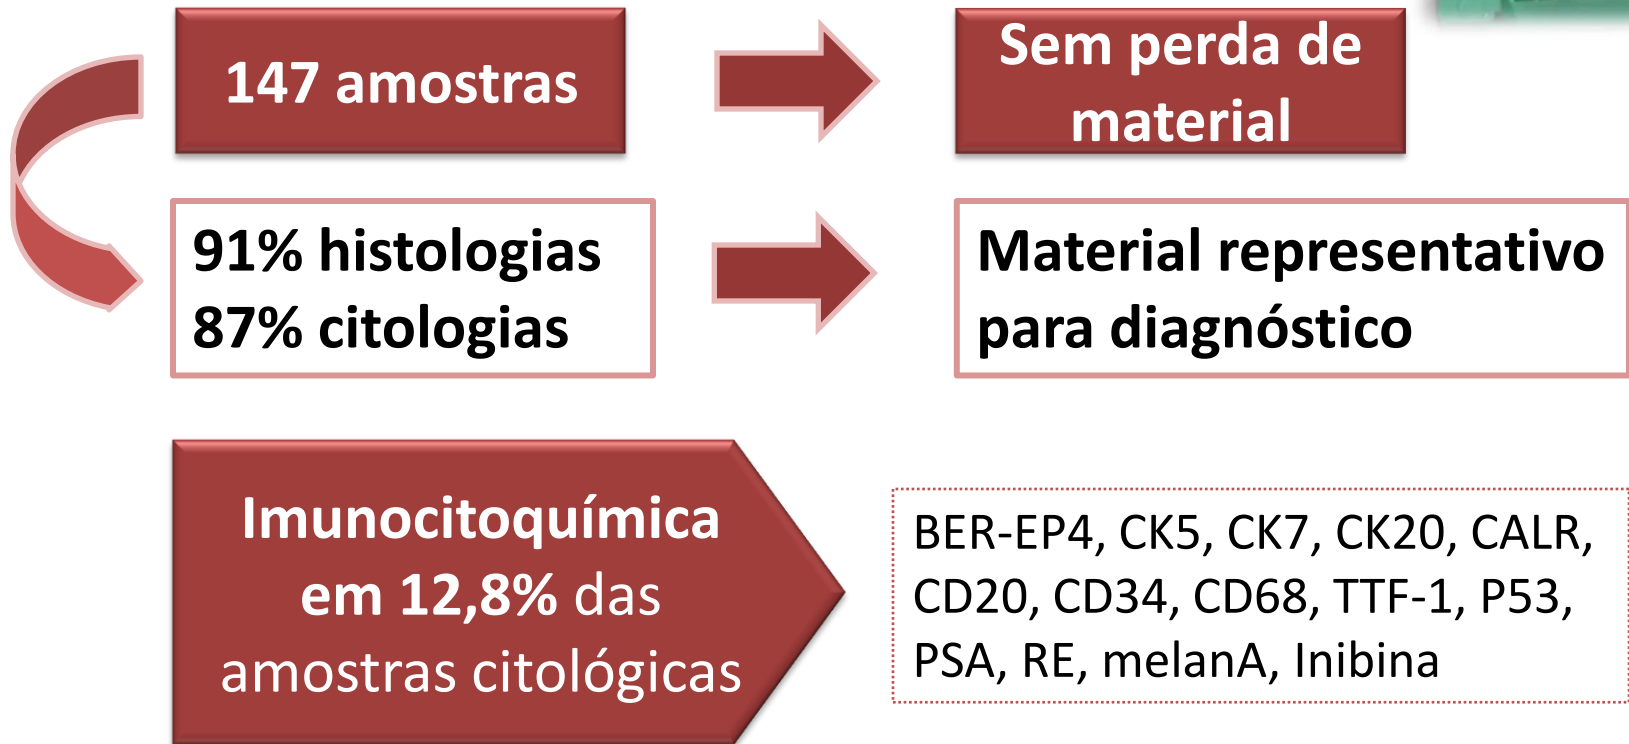 147 amostras
Sem perda de
material
91% histologias
87% citologias
Material representativo
para diagnóstico
Imunocitoquímica
em 12,8% das
amostras citológicas
BER-EP4, CK5, CK7, CK20, CALR,
CD20, CD34, CD68, TTF-1, P53,
PSA, RE, melanA, Inibina